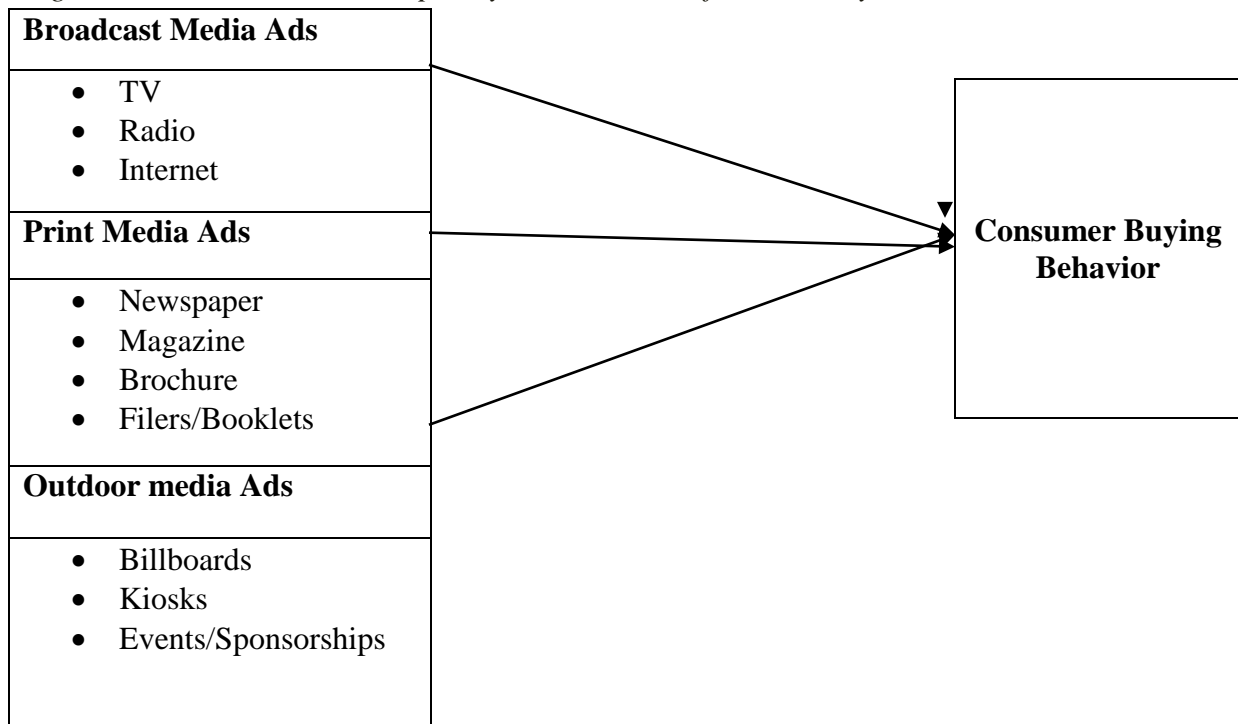 Broadcast Media Ads
• TV
• Radio
• Internet
Print Media Ads
• Newspaper
• Magazine
• Brochure
• Filers/Booklets
Outdoor media Ads
• Billboards
• Kiosks
• Events/Sponsorships
Consumer Buying
Behavior